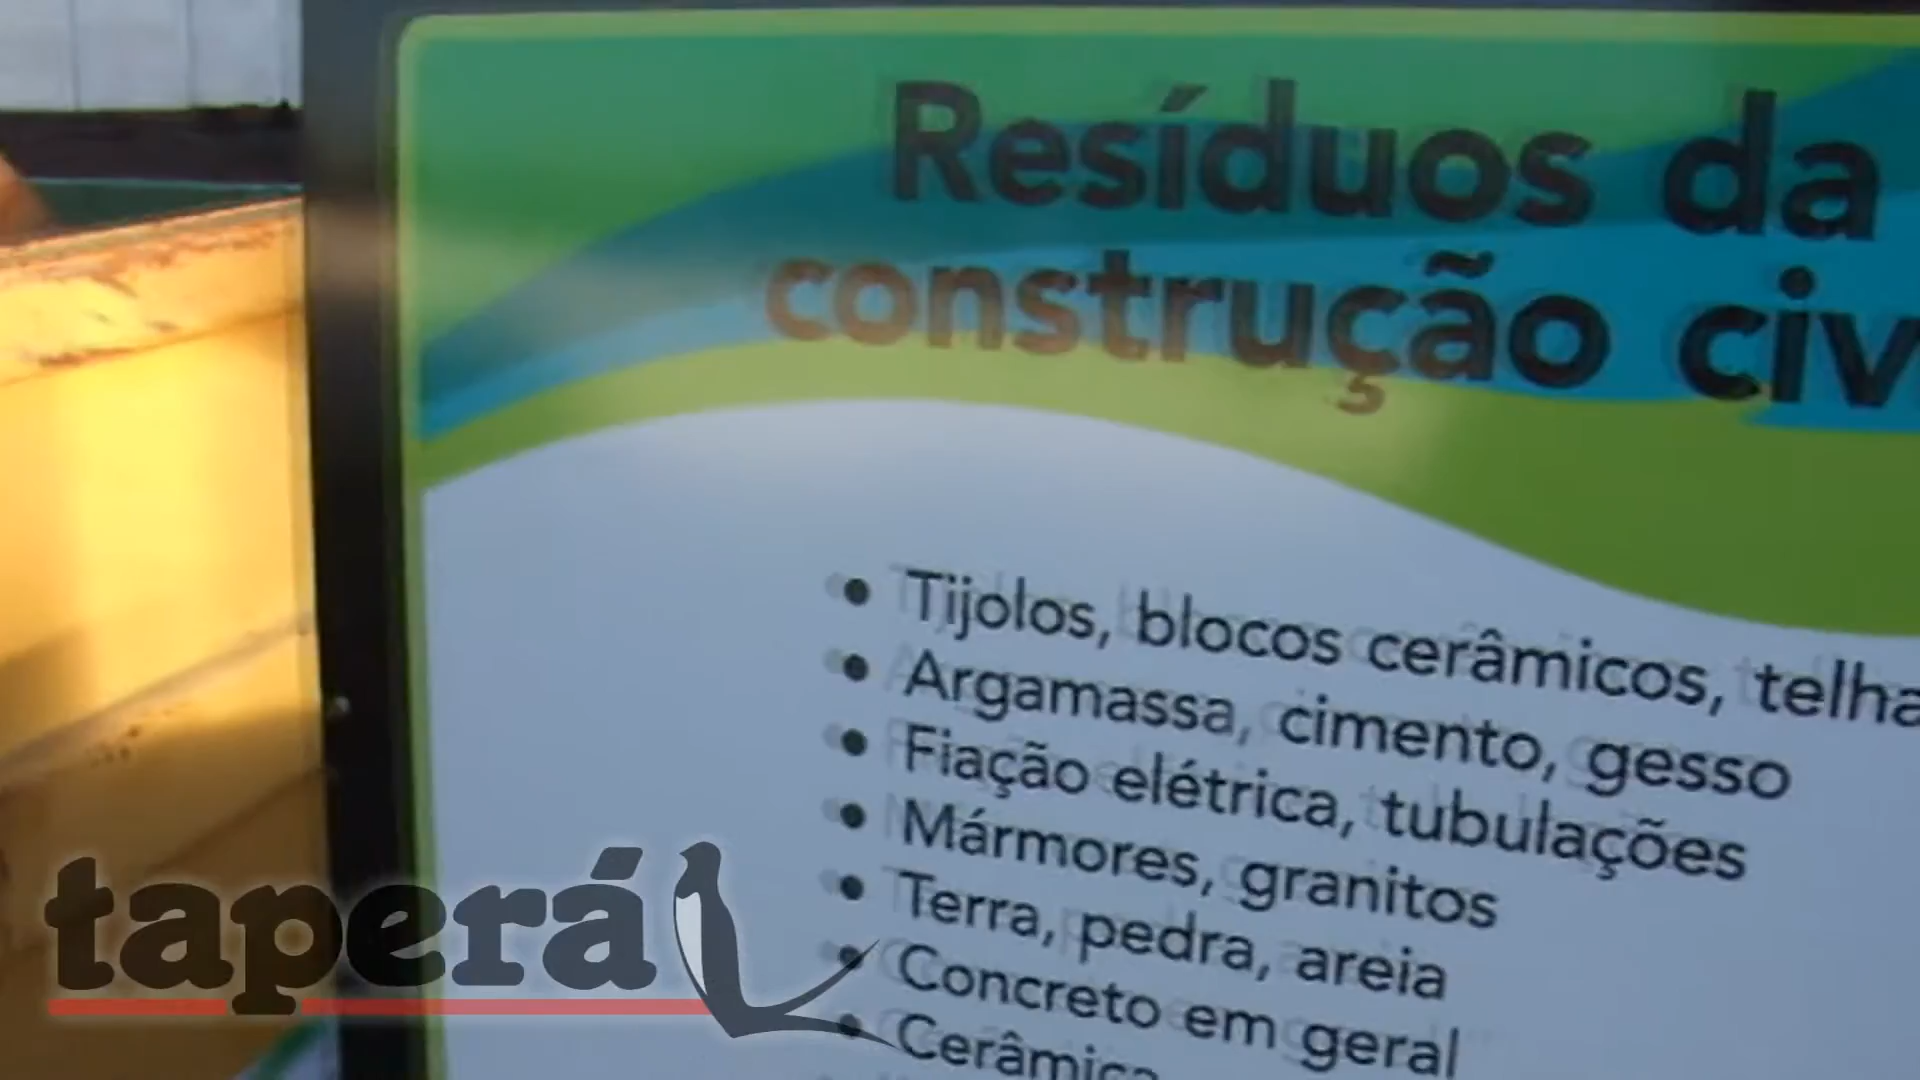 Resíduos da
construção civ
• Tijolos, blocos cerâmicos, telha
• Argamassa, cimento, gesso
• Fiação elétrica, tubulações
• Mármores, granitos
• Terra, pedra, areia
• Concreto em geral
• Cerâmica
taperá